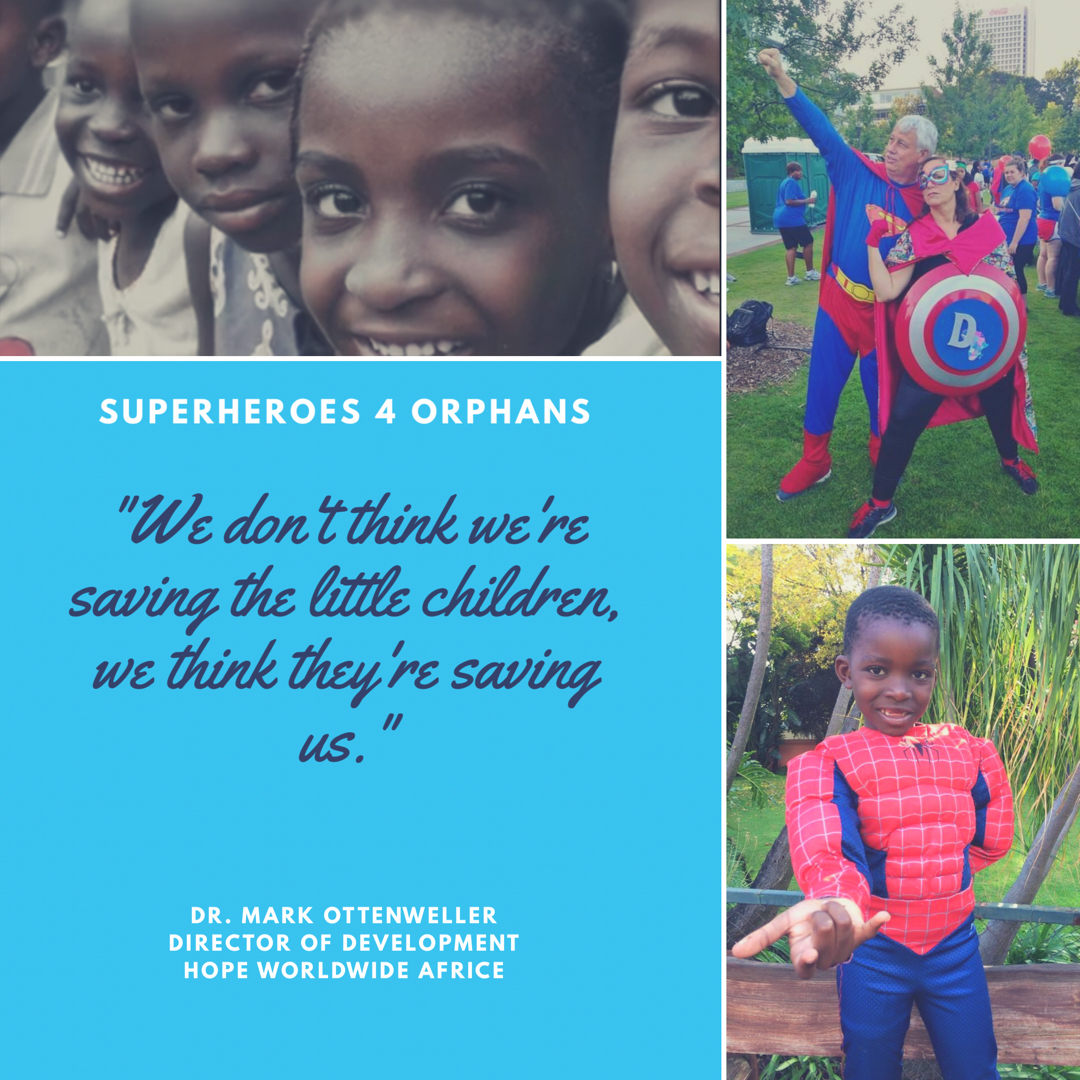 SUPERHEROES 4 ORPHANS
"We don't think we're
saving the little children,
we think they're saving
us."
DR. MARK OTTENWELLER
DIRECTOR OF DEVELOPMENT
HOPE WORLDWIDE AFRICE
D